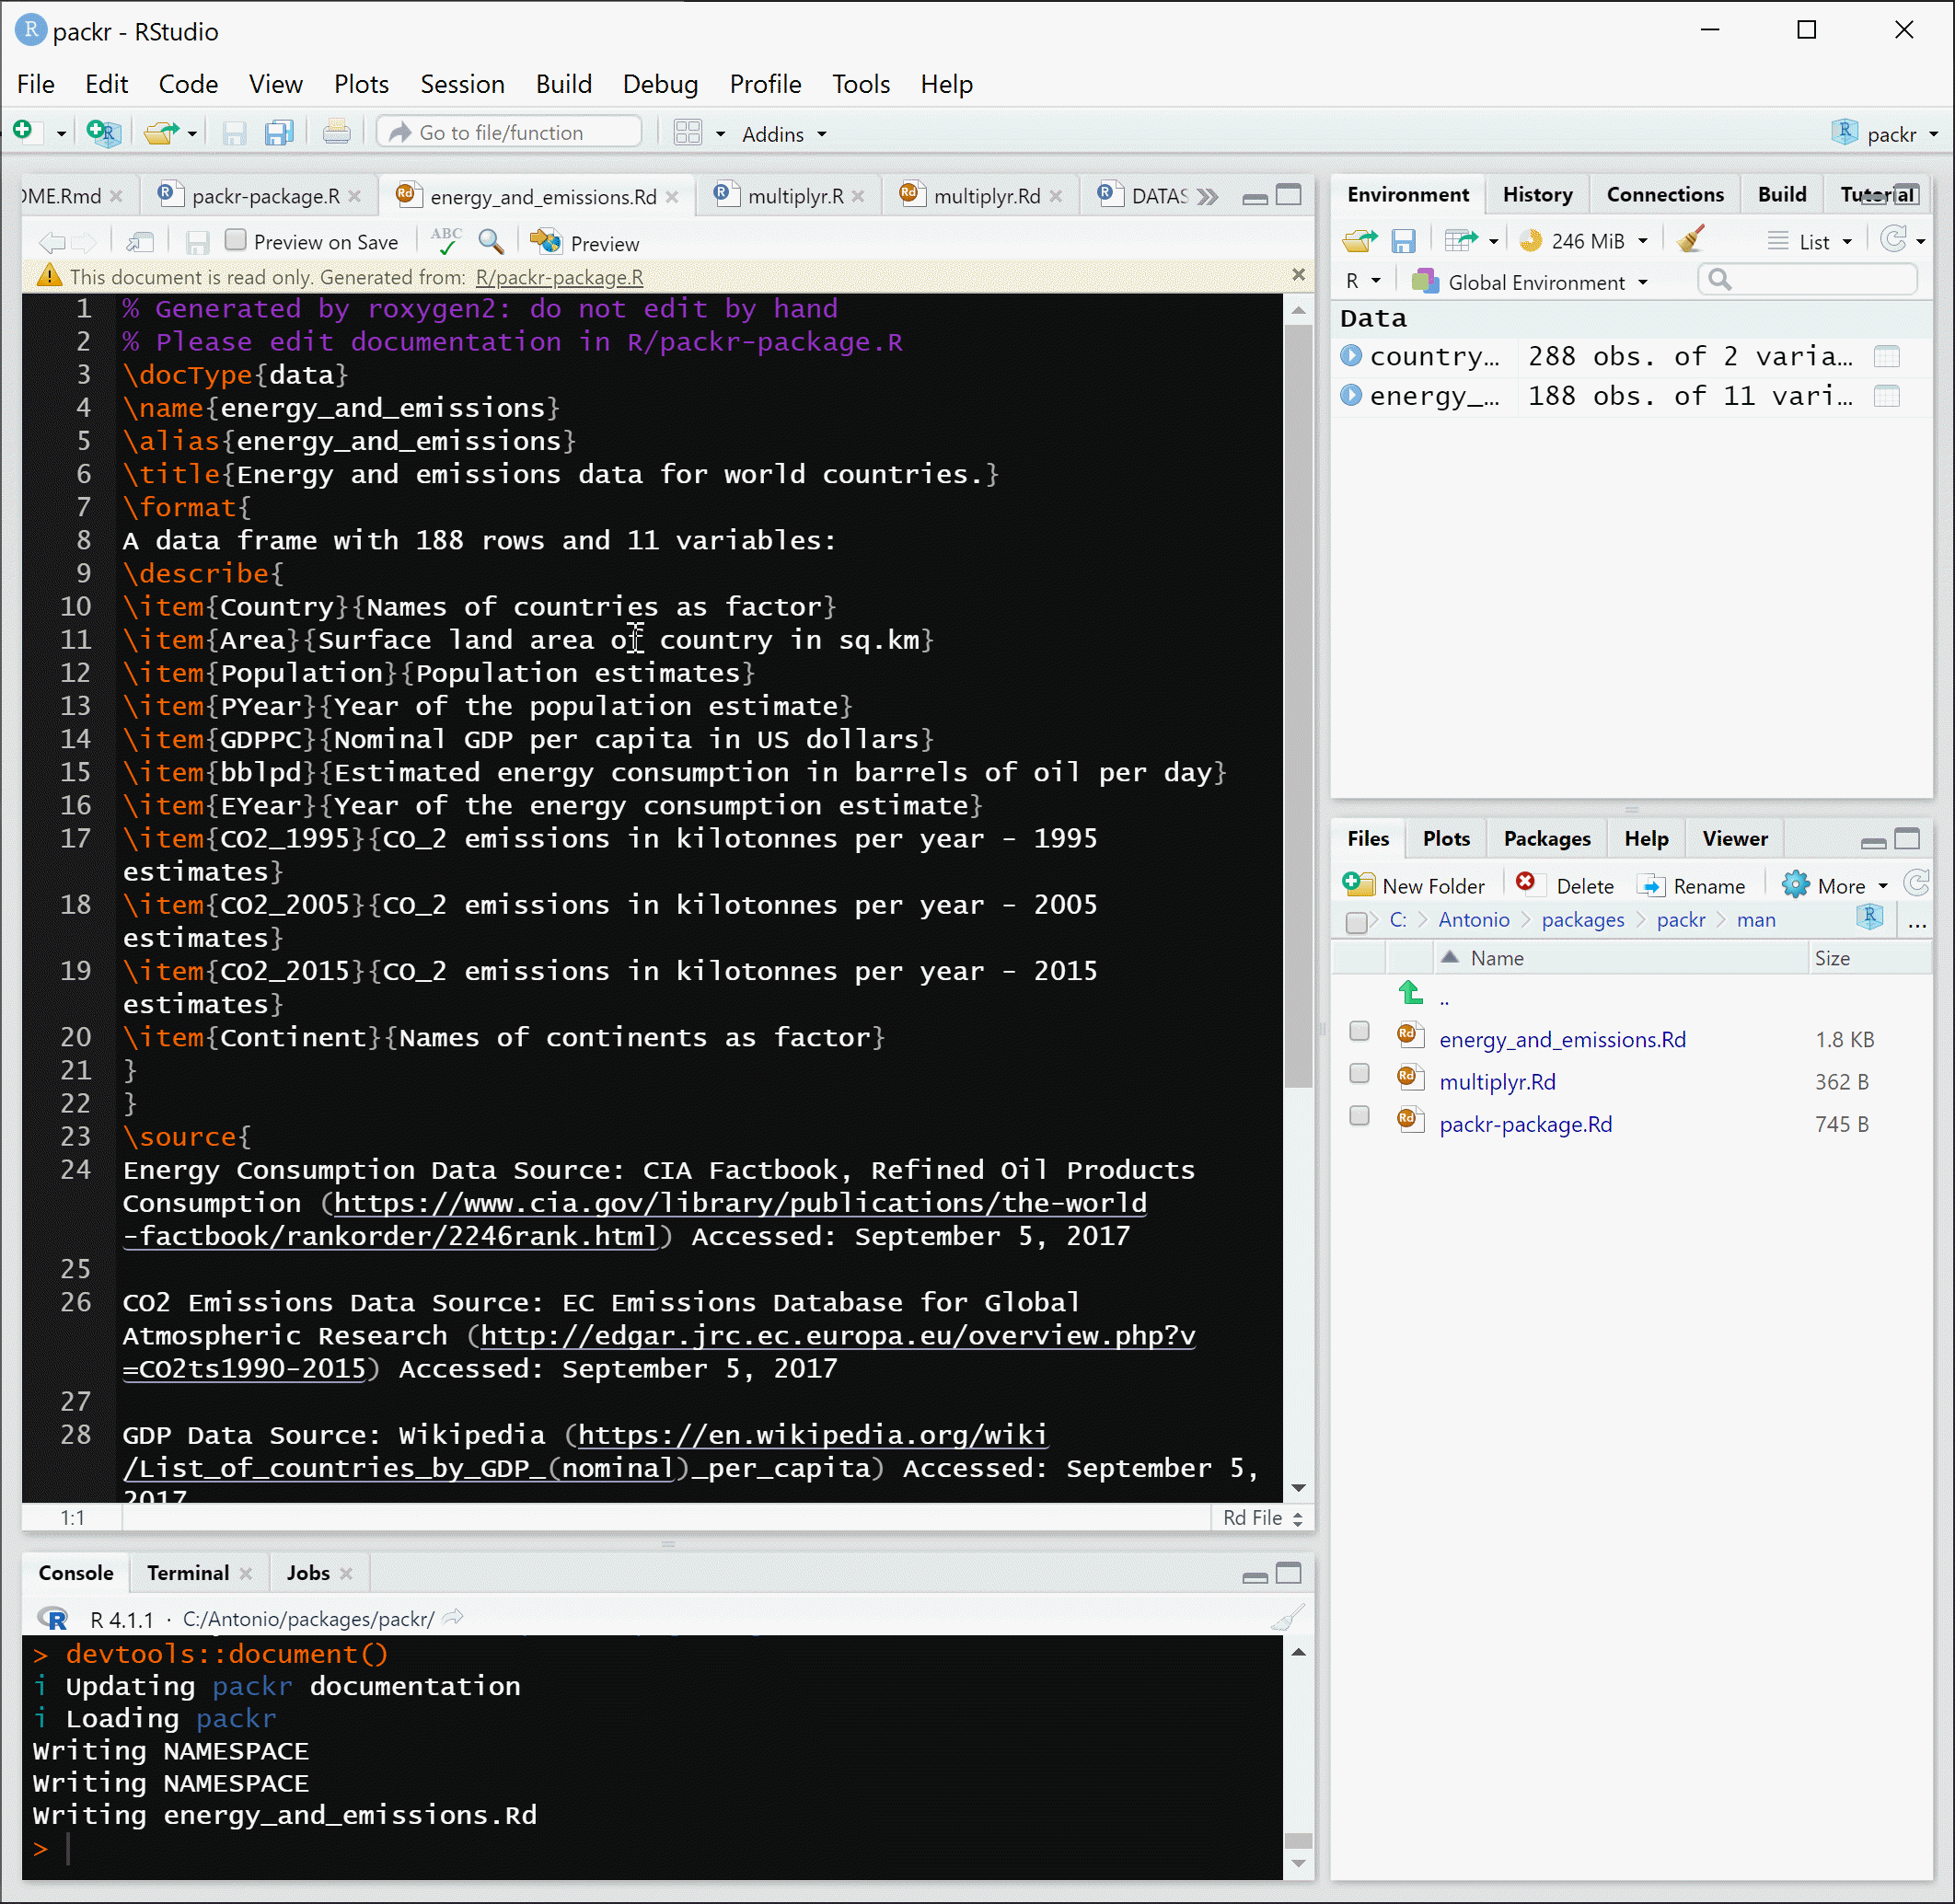 packr - RStudio
File Edit Code View Plots Session Build Debug Profile Tools Help
Go to file/function Addins packr
OME.Rmd packr-package.R energy_and_emissions.Rd multiplyr.R multiplyr.Rd DATAS
Preview on Save ABC Preview
This document is read only. Generated from: R/packr-package.R
1 % Generated by roxygen2: do not edit by hand
2 % Please edit documentation in R/packr-package.R
3 \docType{data}
4 \name{energy_and_emissions}
5 \alias{energy_and_emissions}
6 \title{Energy and emissions data for world countries.}
7 \format{
8 A data frame with 188 rows and 11 variables:
9 \describe{
10 \item{Country}{Names of countries as factor}
11 \item{Area}{Surface land area of country in sq.km}
12 \item{Population}{Population estimates}
13 \item{PYear}{Year of the population estimate}
14 \item{GDPPC}{Nominal GDP per capita in US dollars}
15 \item{bblpd}{Estimated energy consumption in barrels of oil per day}
16 \item{EYear}{Year of the energy consumption estimate}
17 \item{CO2_1995}{CO_2 emissions in kilotonnes per year - 1995
estimates}
18 \item{CO2_2005}{CO_2 emissions in kilotonnes per year - 2005
estimates}
19 \item{CO2_2015}{CO_2 emissions in kilotonnes per year - 2015
estimates}
20 \item{Continent}{Names of continents as factor}
21 }
22 }
23 \source{
24 Energy Consumption Data Source: CIA Factbook, Refined Oil Products
Consumption (https://www.cia.gov/library/publications/the-world
-factbook/rankorder/2246rank.html) Accessed: September 5, 2017
25
26 CO2 Emissions Data Source: EC Emissions Database for Global
Atmospheric Research (http://edgar.jrc.ec.europa.eu/overview.php?v
=CO2ts1990-2015) Accessed: September 5, 2017
27
28 GDP Data Source: Wikipedia (https://en.wikipedia.org/wiki
/List_of_countries_by_GDP_(nominal)_per_capita) Accessed: September 5,
2017
1:1 Rd File
Console Terminal Jobs
R 4.1.1 · C:/Antonio/packages/packr/
> devtools::document()
i Updating packr documentation
i Loading packr
Writing NAMESPACE
Writing NAMESPACE
Writing energy_and_emissions.Rd
>
Environment History Connections Build Tutorial
246 MiB List
R Global Environment
Data
country... 288 obs. of 2 varia...
energy_... 188 obs. of 11 vari...
Files Plots Packages Help Viewer
New Folder Delete Rename More
C: Antonio packages packr man ...
Name Size
..
energy_and_emissions.Rd 1.8 KB
multiplyr.Rd 362 B
packr-package.Rd 745 B